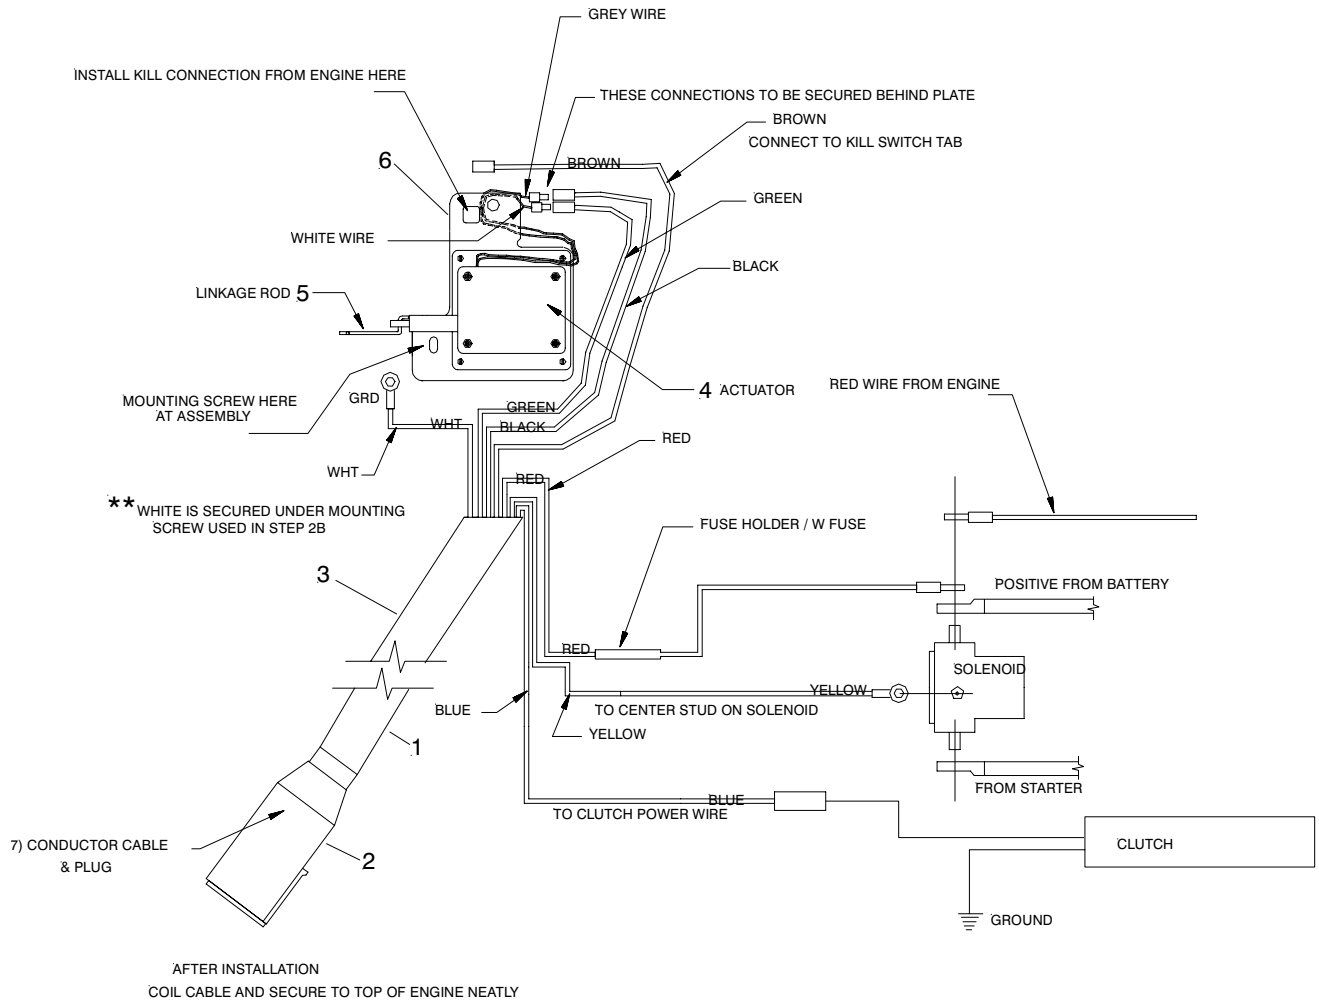 GREY WIRE
INSTALL KILL CONNECTION FROM ENGINE HERE
THESE CONNECTIONS TO BE SECURED BEHIND PLATE
BROWN
CONNECT TO KILL SWITCH TAB
6
BROWN
GREEN
WHITE WIRE
BLACK
LINKAGE ROD 5
4 ACTUATOR
RED WIRE FROM ENGINE
MOUNTING SCREW HERE
AT ASSEMBLY
GRD
GREEN
WHT
BLACK
RED
WHT
RED
** WHITE IS SECURED UNDER MOUNTING
SCREW USED IN STEP 2B
FUSE HOLDER / W FUSE
3
POSITIVE FROM BATTERY
RED
SOLENOID
YELLOW
BLUE
TO CENTER STUD ON SOLENOID
YELLOW
1
FROM STARTER
BLUE
TO CLUTCH POWER WIRE
7) CONDUCTOR CABLE
& PLUG
2
CLUTCH
GROUND
AFTER INSTALLATION
COIL CABLE AND SECURE TO TOP OF ENGINE NEATLY